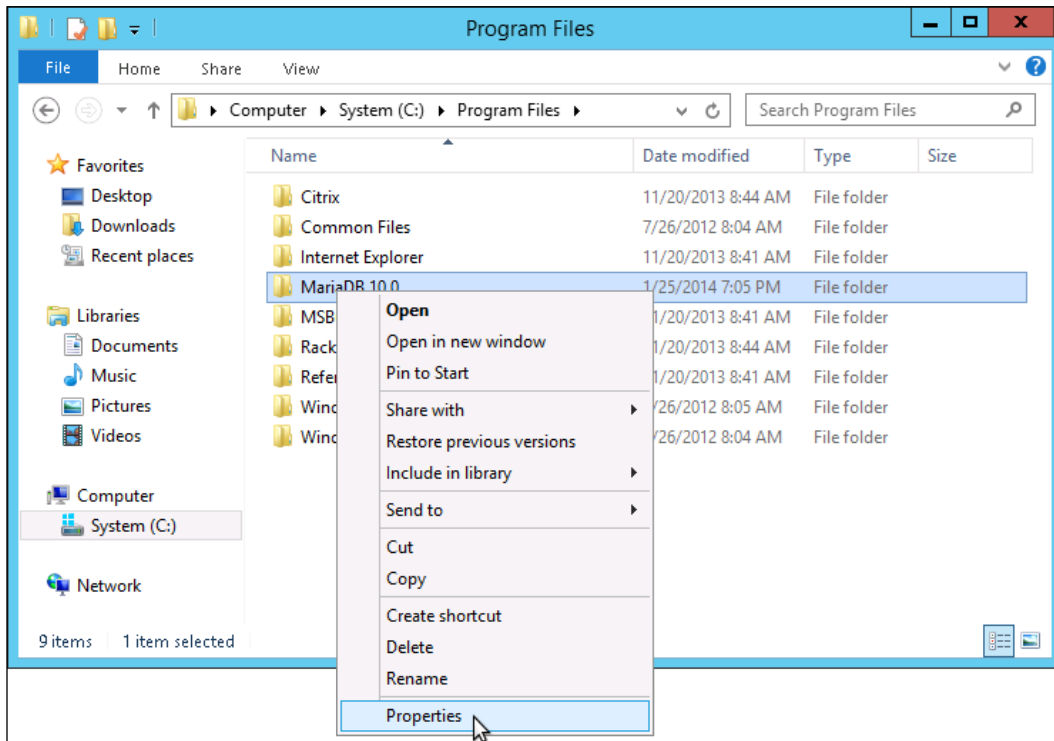 Program Files
File Home Share View
Computer System (C:) Program Files Search Program Files
Name Date modified Type Size
Favorites
Desktop
Downloads
Recent places
Libraries
Documents
Music
Pictures
Videos
Computer
System (C:)
Network
Citrix 11/20/2013 8:44 AM File folder
Common Files 7/26/2012 8:04 AM File folder
Internet Explorer 11/20/2013 8:41 AM File folder
MariaDB 10.0 1/25/2014 7:05 PM File folder
MSB 1/20/2013 8:41 AM File folder
Rack 1/20/2013 8:44 AM File folder
Refer 1/20/2013 8:41 AM File folder
Wind /26/2012 8:05 AM File folder
Wind /26/2012 8:04 AM File folder
Open
Open in new window
Pin to Start
Share with
Restore previous versions
Include in library
Send to
Cut
Copy
Create shortcut
Delete
Rename
Properties
9 items 1 item selected